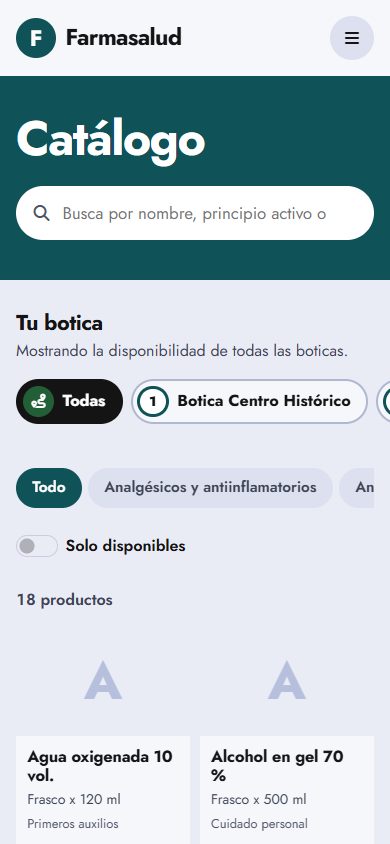 F Farmasalud
Catálogo
Busca por nombre, principio activo o
Tu botica
Mostrando la disponibilidad de todas las boticas.
Todas 1 Botica Centro Histórico
Todo Analgésicos y antiinflamatorios An
Solo disponibles
18 productos
A A
Agua oxigenada 10 vol.
Frasco x 120 ml
Primeros auxilios
Alcohol en gel 70 %
Frasco x 500 ml
Cuidado personal